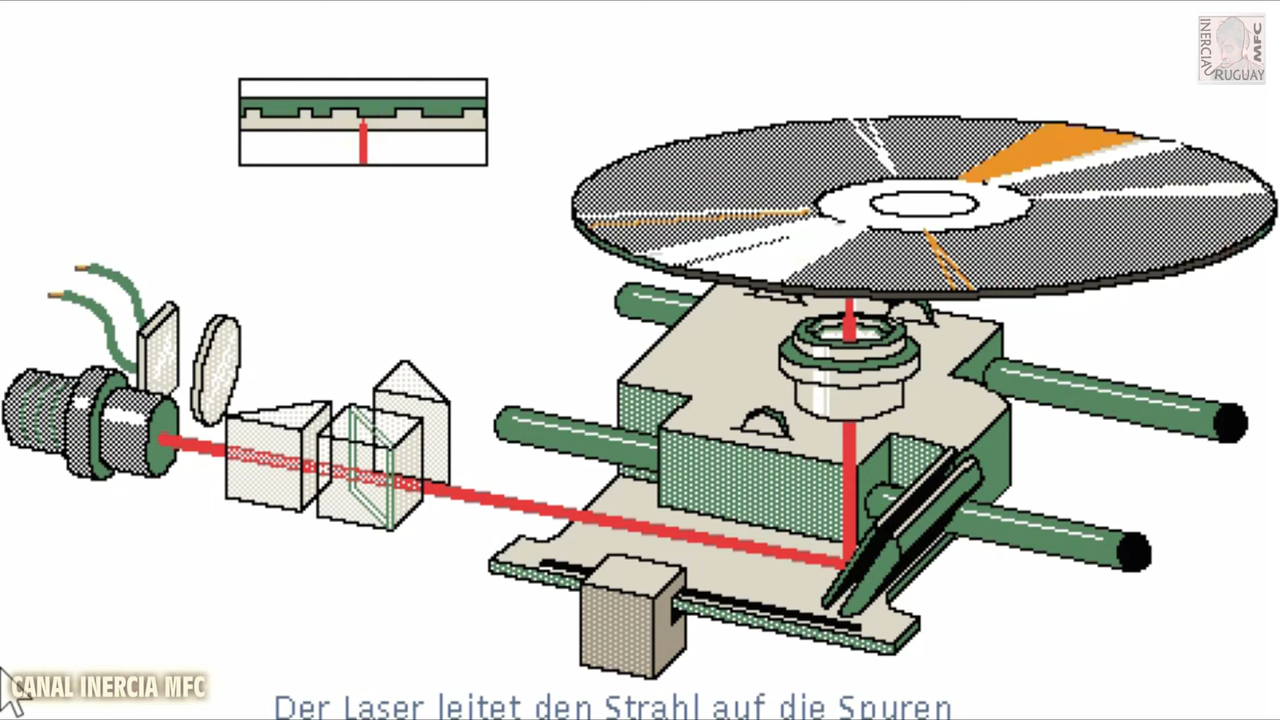 INERCIA
URUGUAY
MFC
CANAL INERCIA MFC
Der Laser leitet den Strahl auf die Spuren